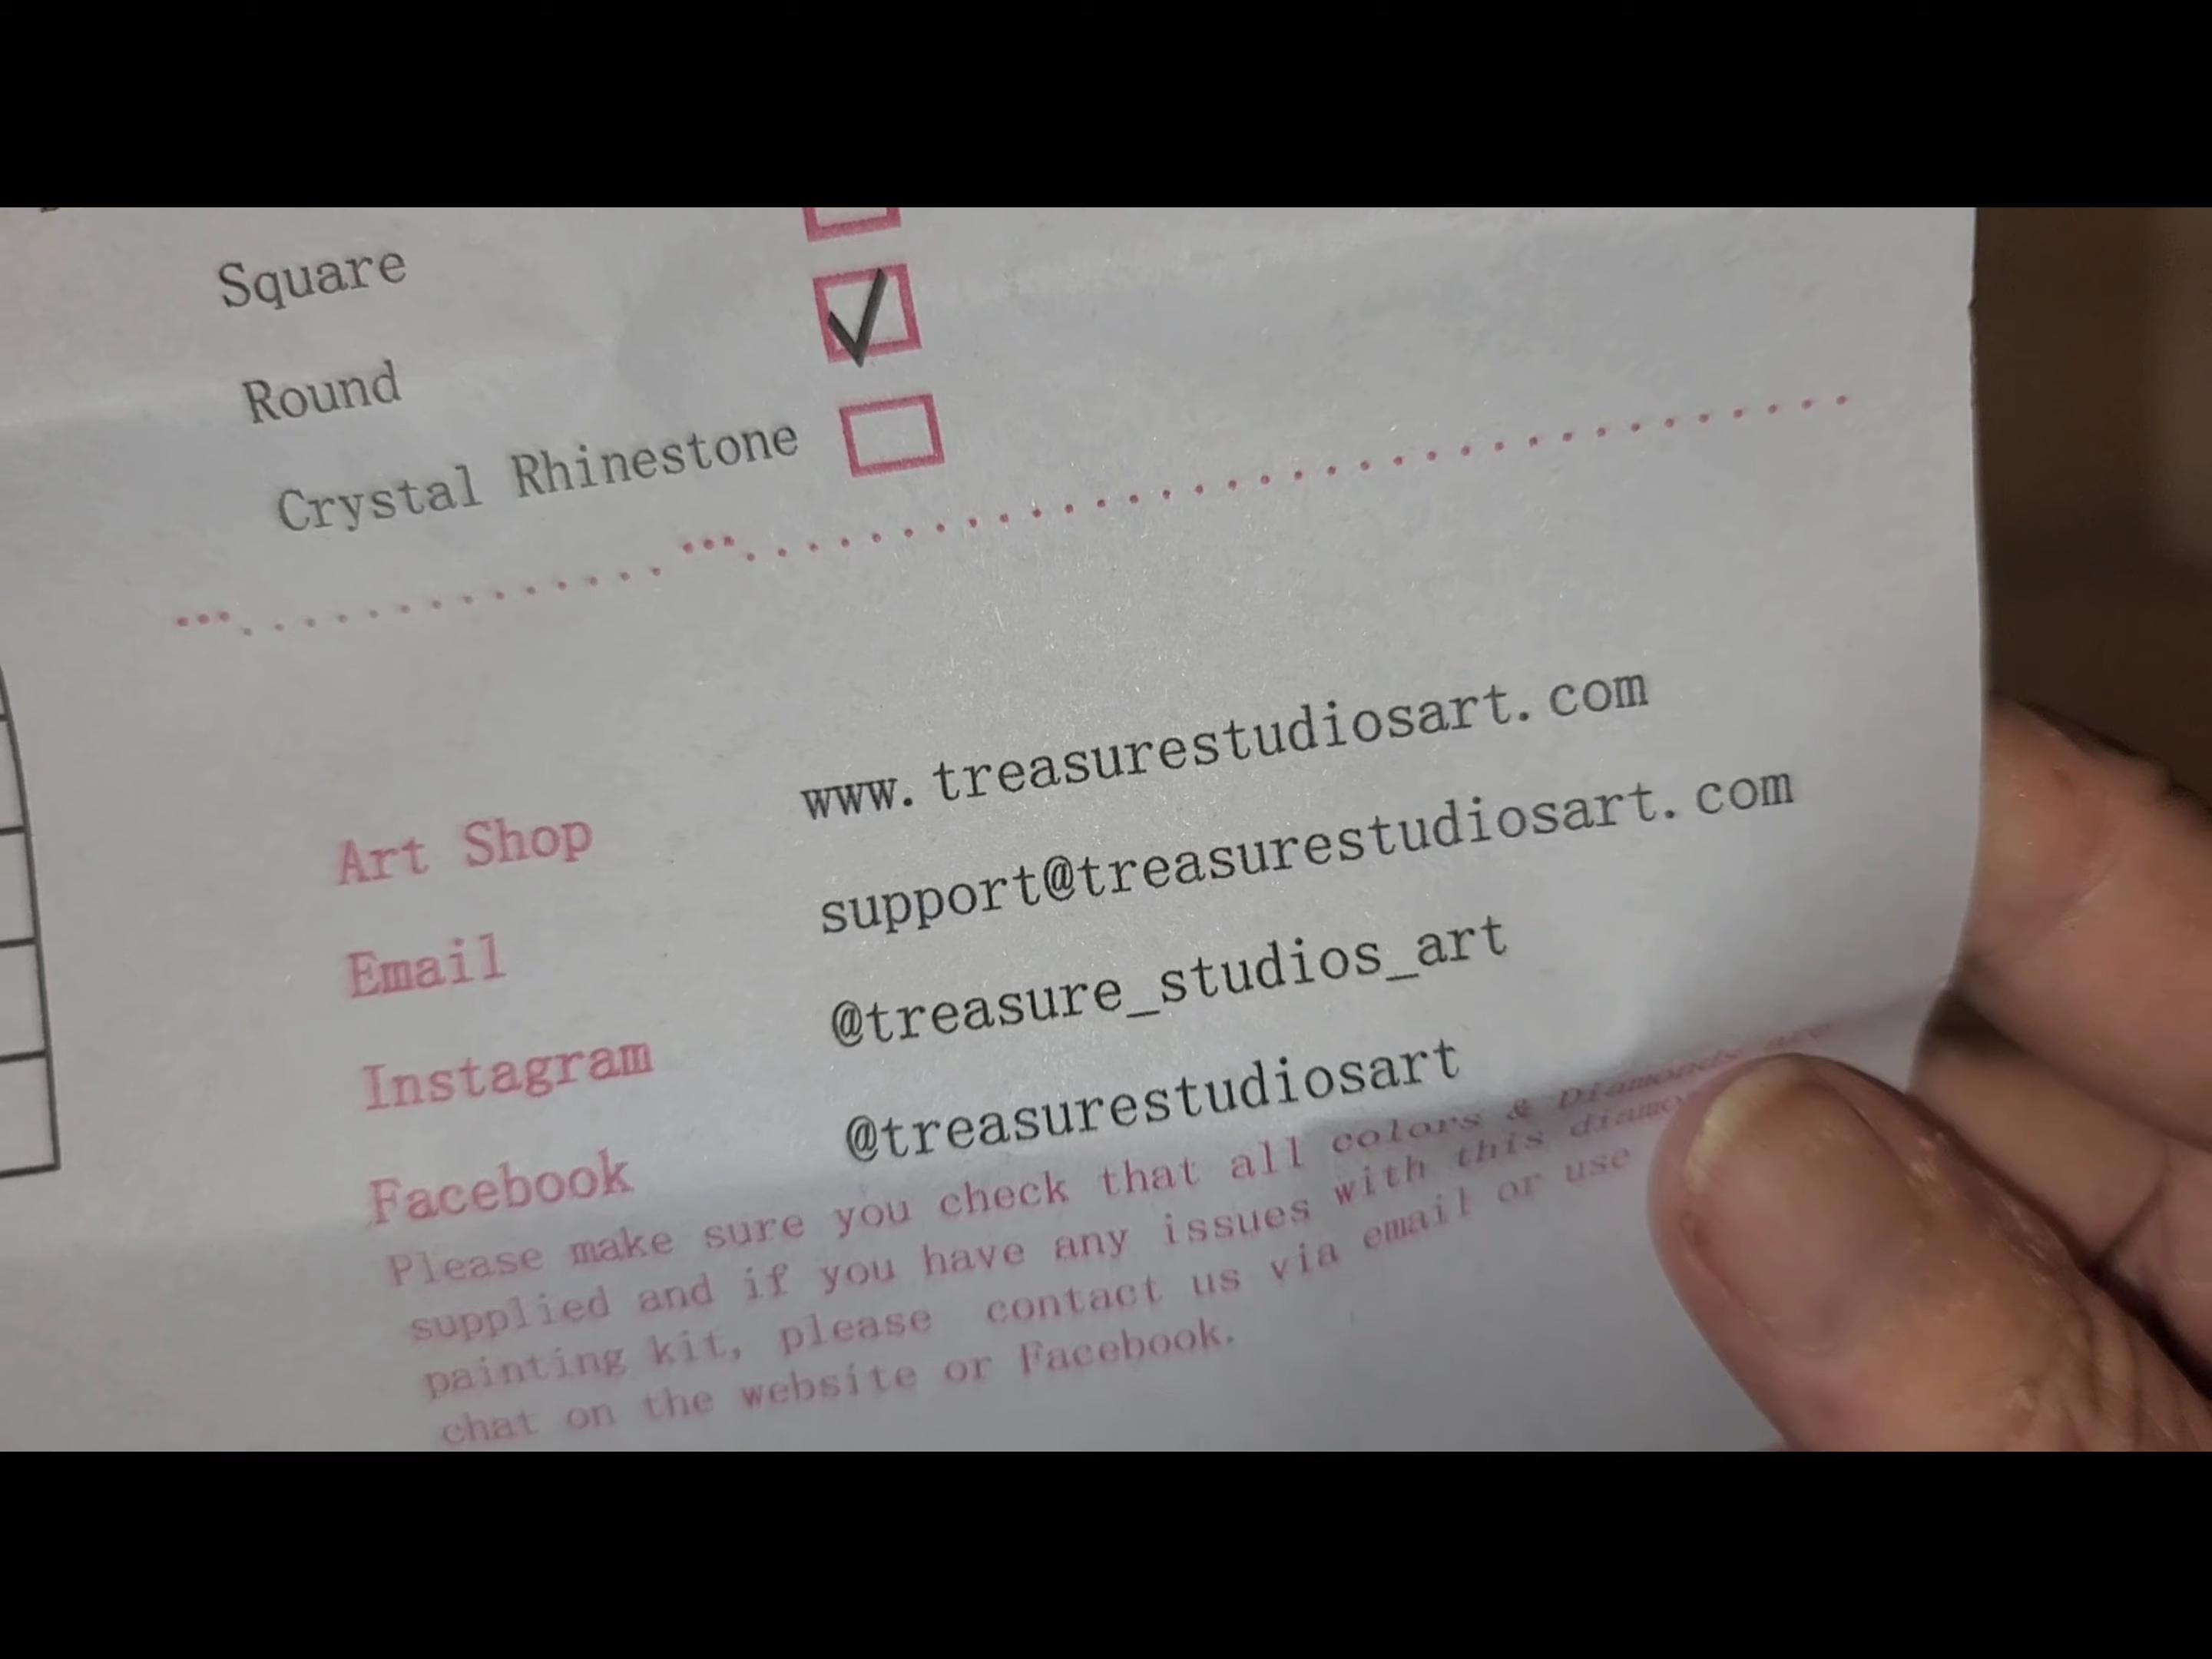 Square
Round ✓
Crystal Rhinestone
Art Shop www.treasurestudiosart.com
Email support@treasurestudiosart.com
Instagram @treasure_studios_art
Facebook @treasurestudiosart
Please make sure you check that all colors & Diamonds are
supplied and if you have any issues with this
painting kit, please contact us via email or use
chat on the website or Facebook.